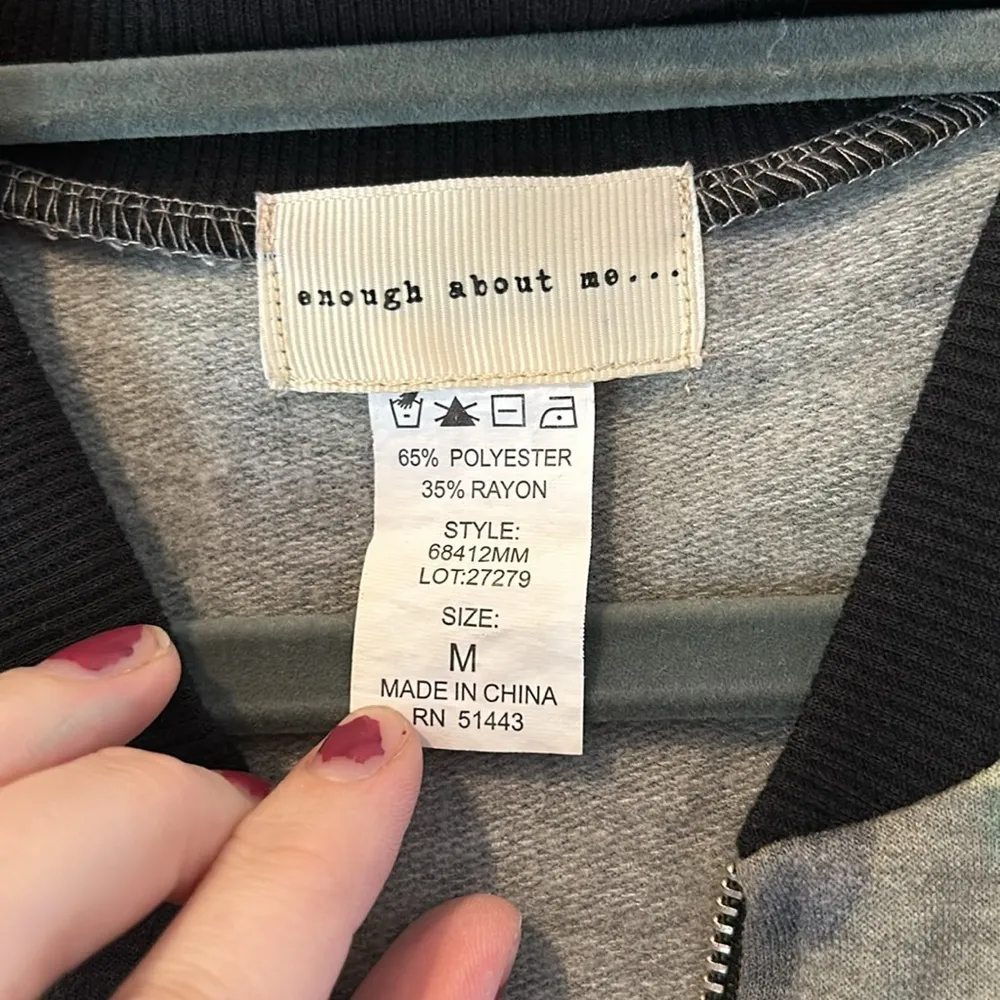 enough about me...
65% POLYESTER
35% RAYON
STYLE:
68412MM
LOT:27279
SIZE:
M
MADE IN CHINA
RN 51443